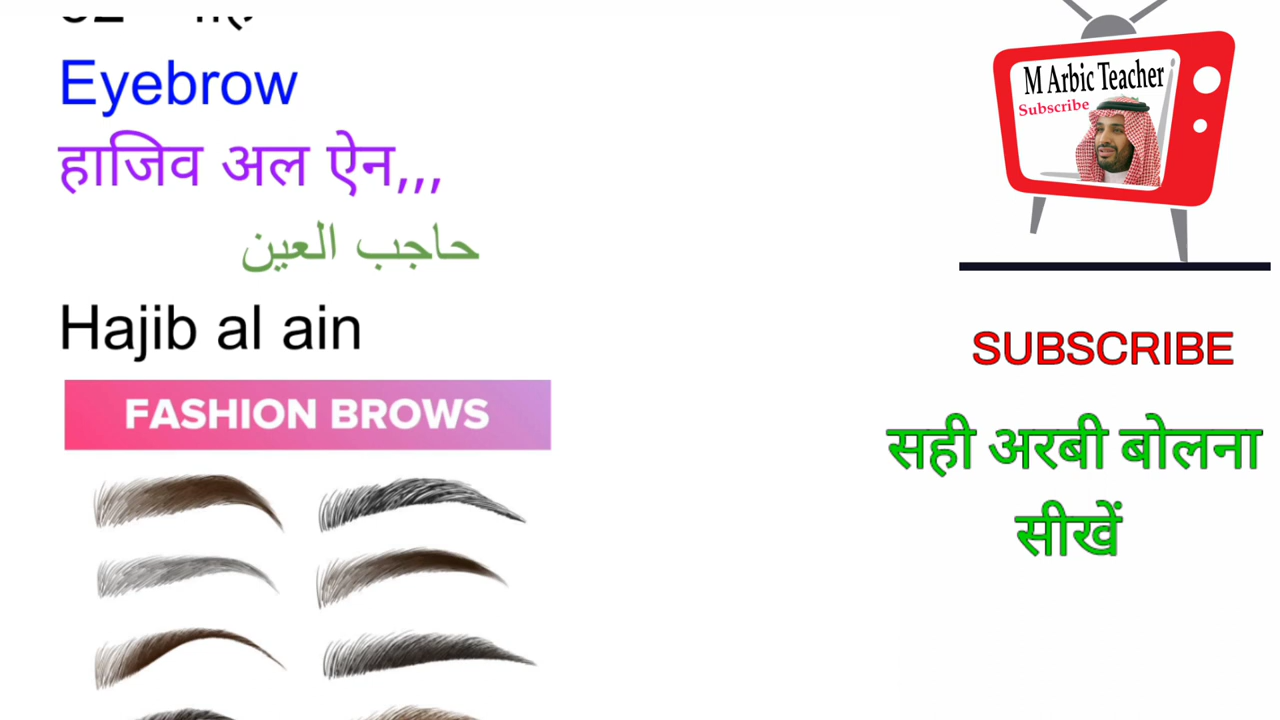 Eyebrow
हाजिव अल ऐन,,,
حاجب العين
Hajib al ain
FASHION BROWS
M Arbic Teacher
Subscribe
SUBSCRIBE
सही अरबी बोलना
सीखें